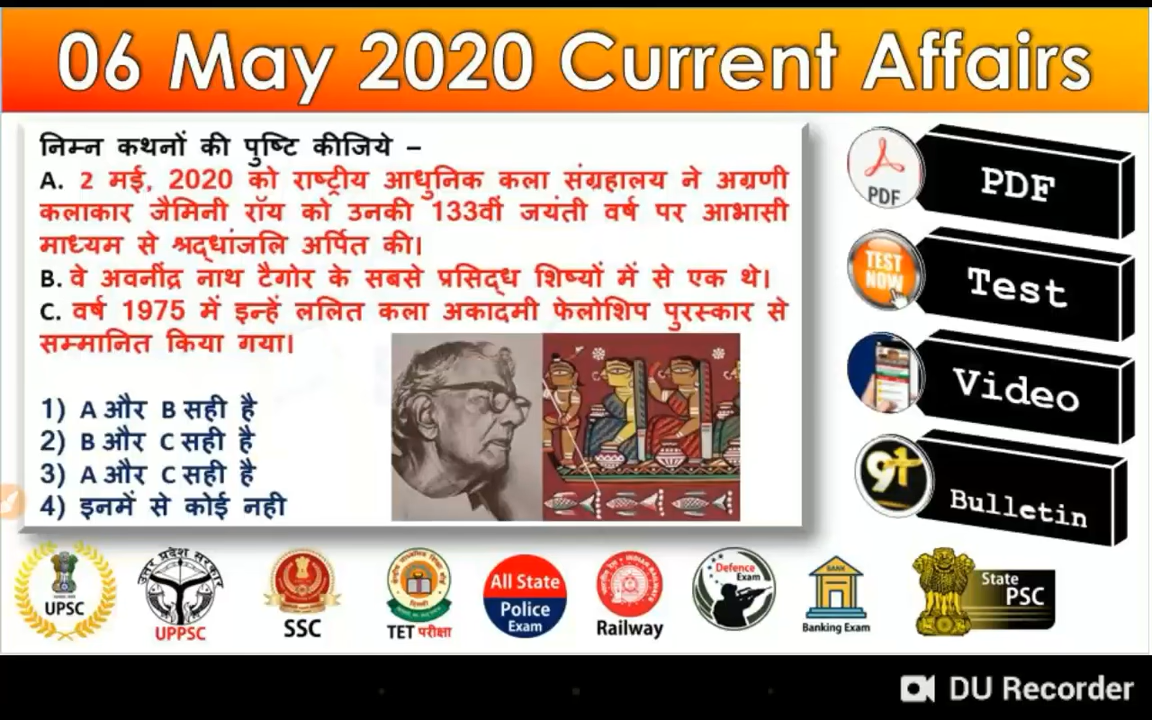 06 May 2020 Current Affairs
निम्न कथनों की पुष्टि कीजिये –
A. 2 मई, 2020 को राष्ट्रीय आधुनिक कला संग्रहालय ने अग्रणी
कलाकार जैमिनी रॉय को उनकी 133वीं जयंती वर्ष पर आभासी
माध्यम से श्रद्धांजलि अर्पित की।
B. वे अवनींद्र नाथ टैगोर के सबसे प्रसिद्ध शिष्यों में से एक थे।
C. वर्ष 1975 में इन्हें ललित कला अकादमी फेलोशिप पुरस्कार से
सम्मानित किया गया।
1) A और B सही है
2) B और C सही है
3) A और C सही है
4) इनमें से कोई नही
PDF
PDF
TEST NOW
Test
Video
9+
Bulletin
UPSC
उत्तर प्रदेश सरकार
UPPSC
SSC
TET परीक्षा
All State
Police
Exam
Railway
Defence
Exam
BANK
Banking Exam
State
PSC
DU Recorder